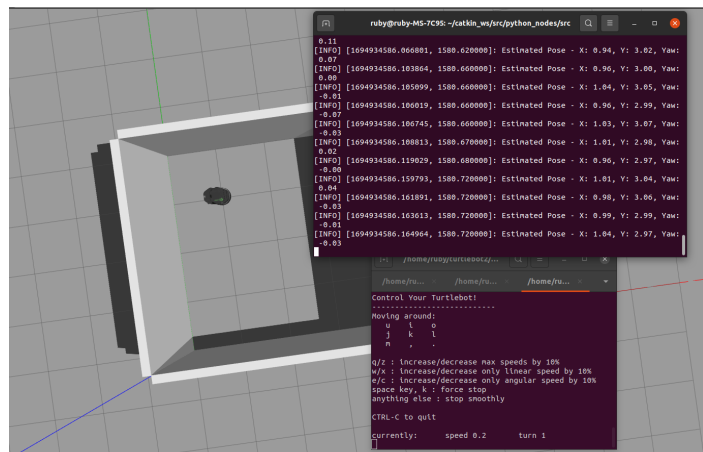 ruby@ruby-MS-7C95: ~/catkin_ws/src/python_nodes/src
0.11
[INFO] [1694934586.066801, 1580.620000]: Estimated Pose - X: 0.94, Y: 3.02, Yaw:
0.07
[INFO] [1694934586.103864, 1580.660000]: Estimated Pose - X: 0.96, Y: 3.00, Yaw:
0.00
[INFO] [1694934586.105099, 1580.660000]: Estimated Pose - X: 1.04, Y: 3.05, Yaw:
-0.01
[INFO] [1694934586.106019, 1580.660000]: Estimated Pose - X: 0.96, Y: 2.99, Yaw:
-0.07
[INFO] [1694934586.106745, 1580.660000]: Estimated Pose - X: 1.03, Y: 3.07, Yaw:
-0.03
[INFO] [1694934586.108813, 1580.670000]: Estimated Pose - X: 1.01, Y: 2.98, Yaw:
0.02
[INFO] [1694934586.119029, 1580.680000]: Estimated Pose - X: 0.96, Y: 2.97, Yaw:
-0.00
[INFO] [1694934586.159793, 1580.720000]: Estimated Pose - X: 1.01, Y: 3.04, Yaw:
0.04
[INFO] [1694934586.161891, 1580.720000]: Estimated Pose - X: 0.98, Y: 3.06, Yaw:
-0.03
[INFO] [1694934586.163613, 1580.720000]: Estimated Pose - X: 0.99, Y: 2.99, Yaw:
-0.01
[INFO] [1694934586.164964, 1580.720000]: Estimated Pose - X: 1.04, Y: 2.97, Yaw:
-0.03
/home/ruby/turtlebot2/...
/home/ru... /home/ru... /home/ru...
Control Your Turtlebot!
---------------------------
Moving around:
u i o
j k l
m , .
q/z : increase/decrease max speeds by 10%
w/x : increase/decrease only linear speed by 10%
e/c : increase/decrease only angular speed by 10%
space key, k : force stop
anything else : stop smoothly
CTRL-C to quit
currently: speed 0.2 turn 1